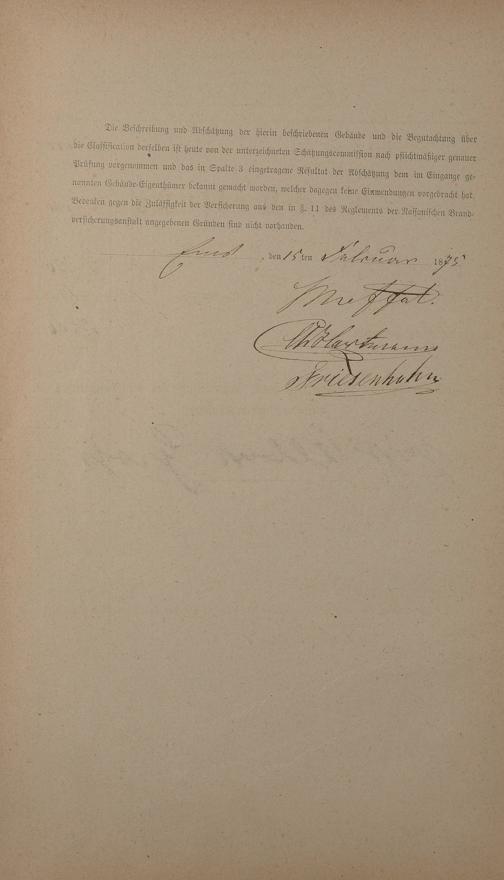 Die Beschreibung und Abschätzung der hierin beschriebenen Gebäude und die Begutachtung über
die Classification derselben ist heute von der unterzeichneten Schätzungscommission nach pflichtmäßiger genauer
Prüfung vorgenommen und das in Spalte 3 eingetragene Resultat der Abschätzung dem im Eingange ge-
nannten Gebäude-Eigenthümer bekannt gemacht worden, welcher dagegen keine Einwendungen vorgebracht hat.
Bedenken gegen die Zulässigkeit der Versicherung aus den in §. 11 des Reglements der Nassauischen Brand-
versicherungsanstalt angegebenen Gründen sind nicht vorhanden.
Ems, den 15ten Februar 1875
Friesenhahn